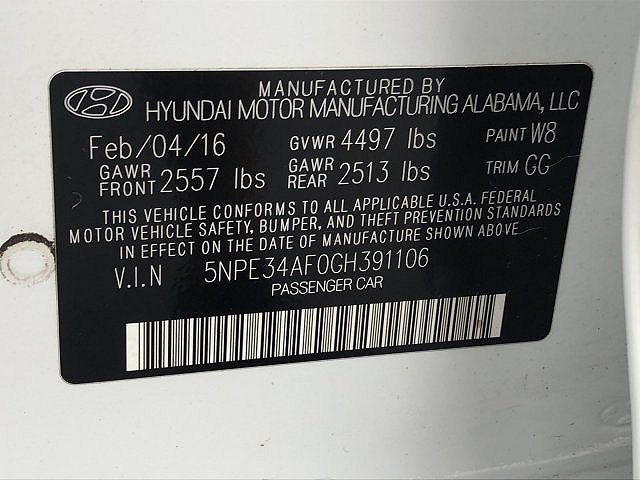 MANUFACTURED BY
HYUNDAI MOTOR MANUFACTURING ALABAMA, LLC
Feb/04/16 GVWR 4497 lbs PAINT W8
GAWR FRONT 2557 lbs GAWR REAR 2513 lbs TRIM GG
THIS VEHICLE CONFORMS TO ALL APPLICABLE U.S.A. FEDERAL
MOTOR VEHICLE SAFETY, BUMPER, AND THEFT PREVENTION STANDARDS
IN EFFECT ON THE DATE OF MANUFACTURE SHOWN ABOVE.
V.I.N 5NPE34AF0GH391106
PASSENGER CAR